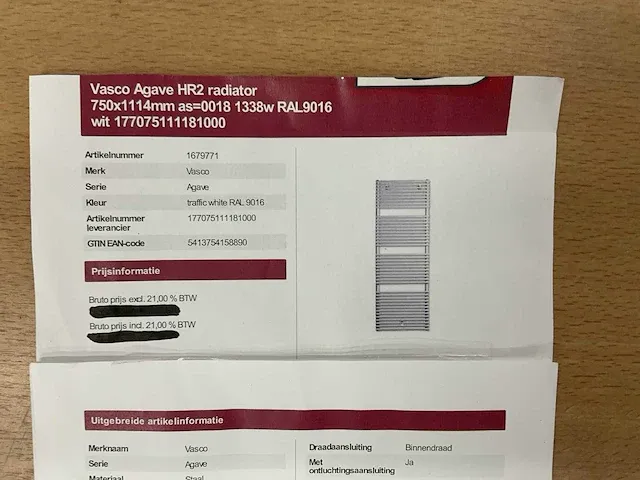 Vasco Agave HR2 radiator
750x1114mm as=0018 1338w RAL9016
wit 177075111181000
Artikelnummer 1679771
Merk Vasco
Serie Agave
Kleur traffic white RAL 9016
Artikelnummer leverancier 177075111181000
GTIN EAN-code 5413754158890
Prijsinformatie
Bruto prijs excl. 21,00 % BTW
Bruto prijs incl. 21,00 % BTW
Uitgebreide artikelinformatie
Merknaam Vasco Draadaansluiting Binnendraad
Serie Agave Met ontluchtingsaansluiting Ja
Materiaal Staal